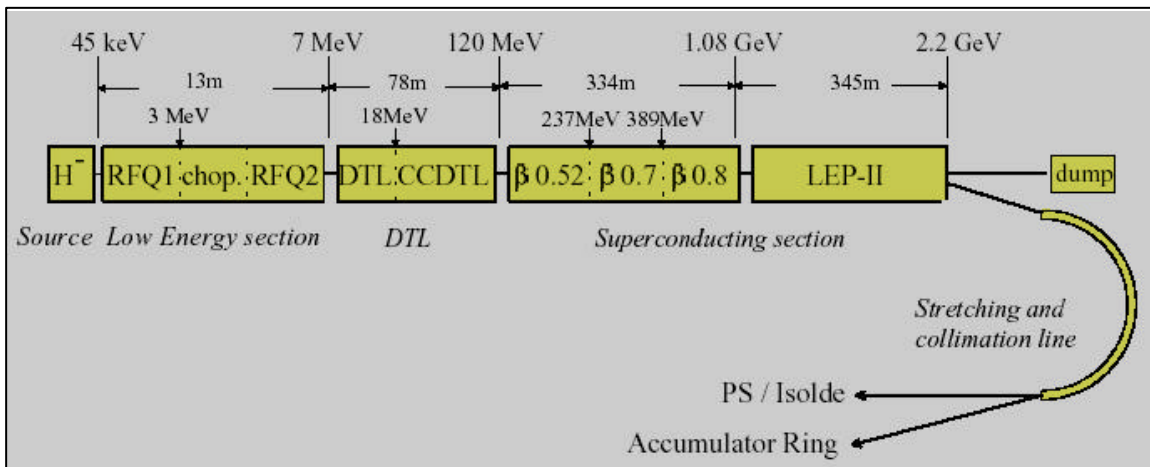 45 keV 7 MeV 120 MeV 1.08 GeV 2.2 GeV
13m 78m 334m 345m
3 MeV 18MeV 237MeV 389MeV
H⁻ RFQ1 chop. RFQ2 DTL CCDTL β 0.52 β 0.7 β 0.8 LEP-II dump
Source Low Energy section DTL Superconducting section
Stretching and
collimation line
PS / Isolde
Accumulator Ring